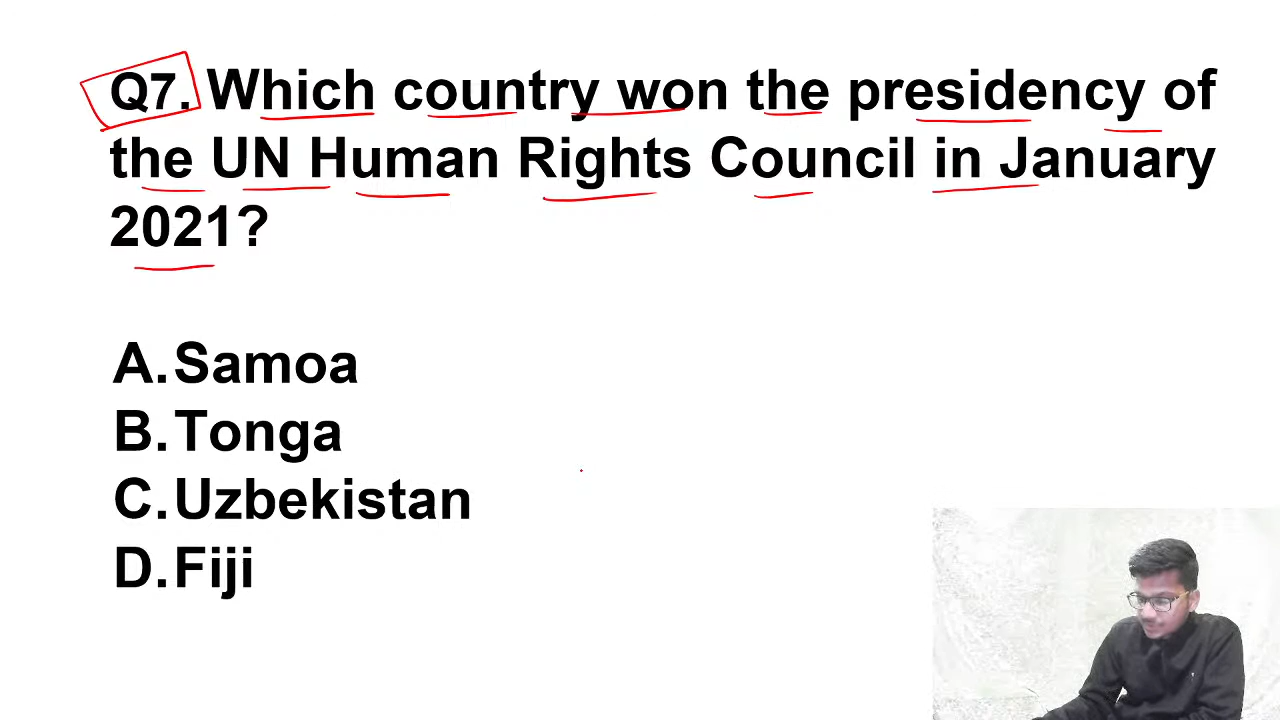 Q7. Which country won the presidency of
the UN Human Rights Council in January
2021?
A.Samoa
B.Tonga
C.Uzbekistan
D.Fiji